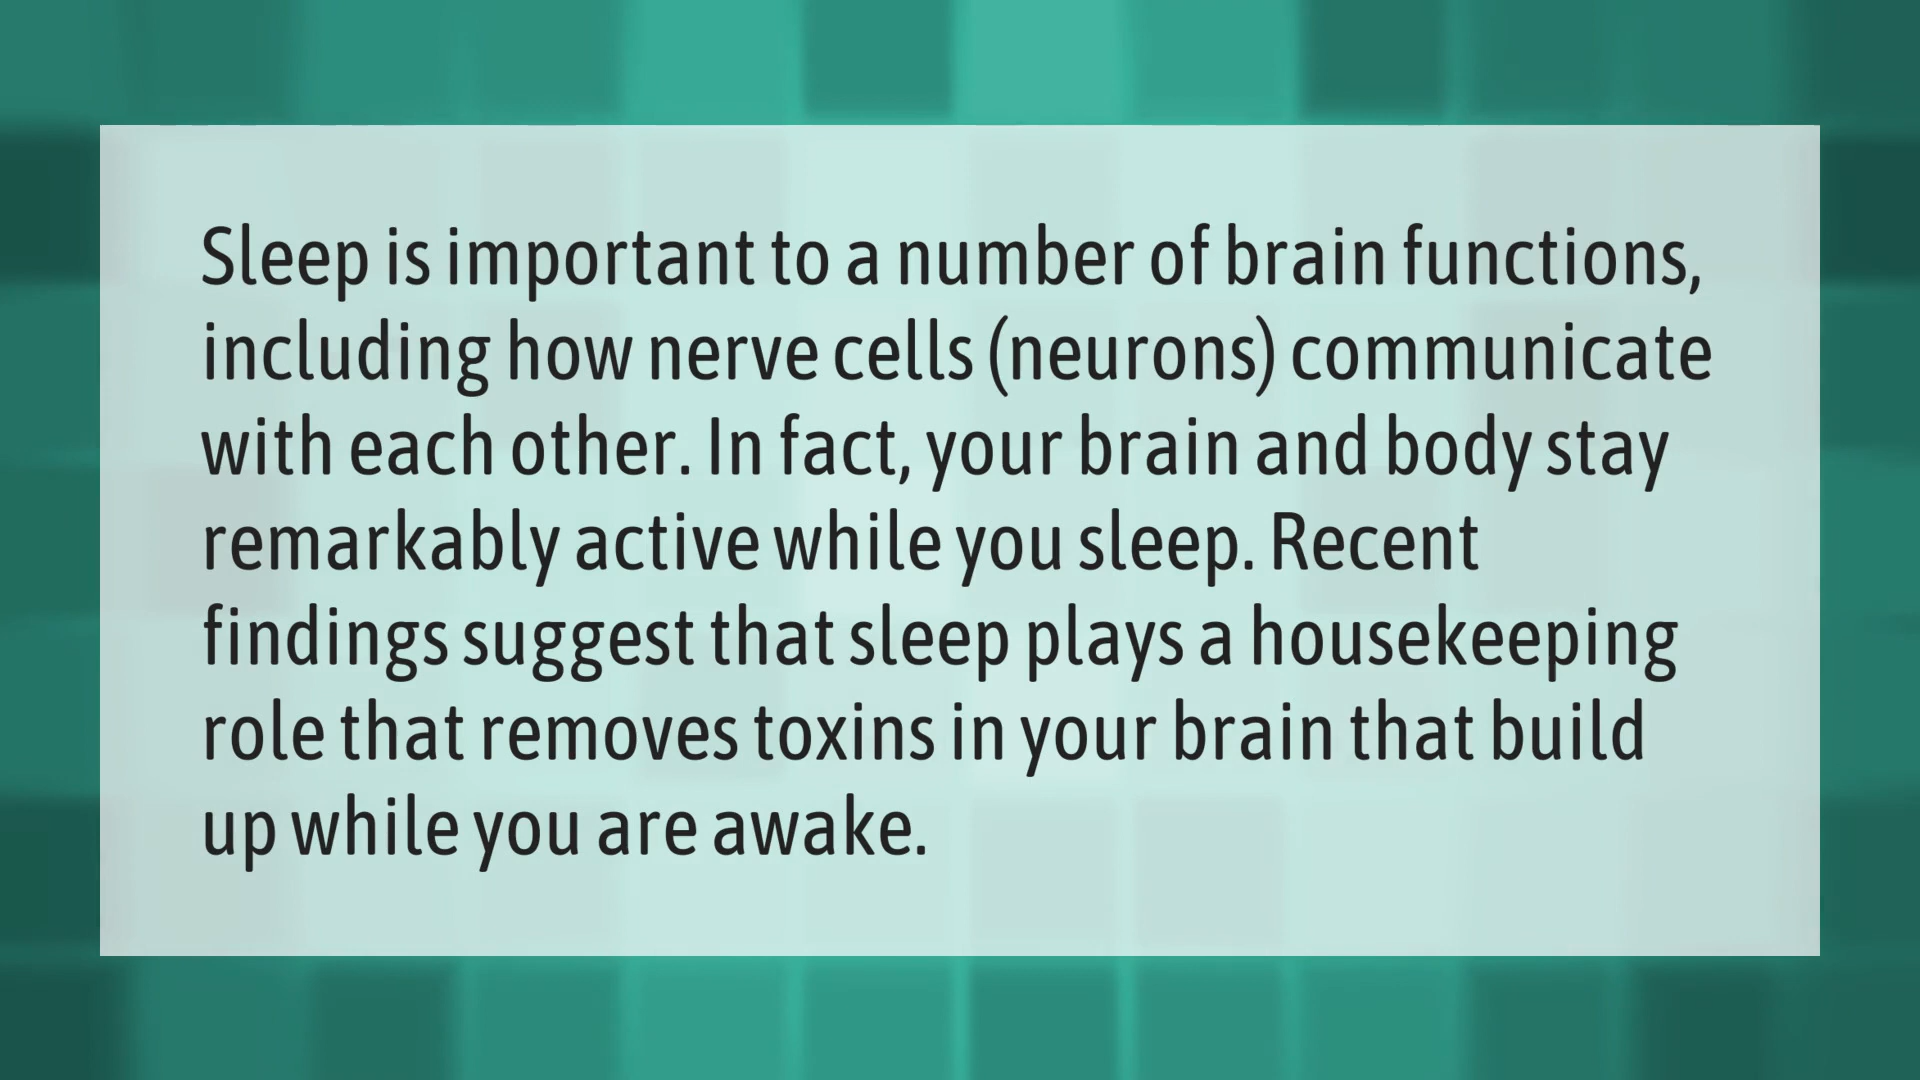 Sleep is important to a number of brain functions,
including how nerve cells (neurons) communicate
with each other. In fact, your brain and body stay
remarkably active while you sleep. Recent
findings suggest that sleep plays a housekeeping
role that removes toxins in your brain that build
up while you are awake.